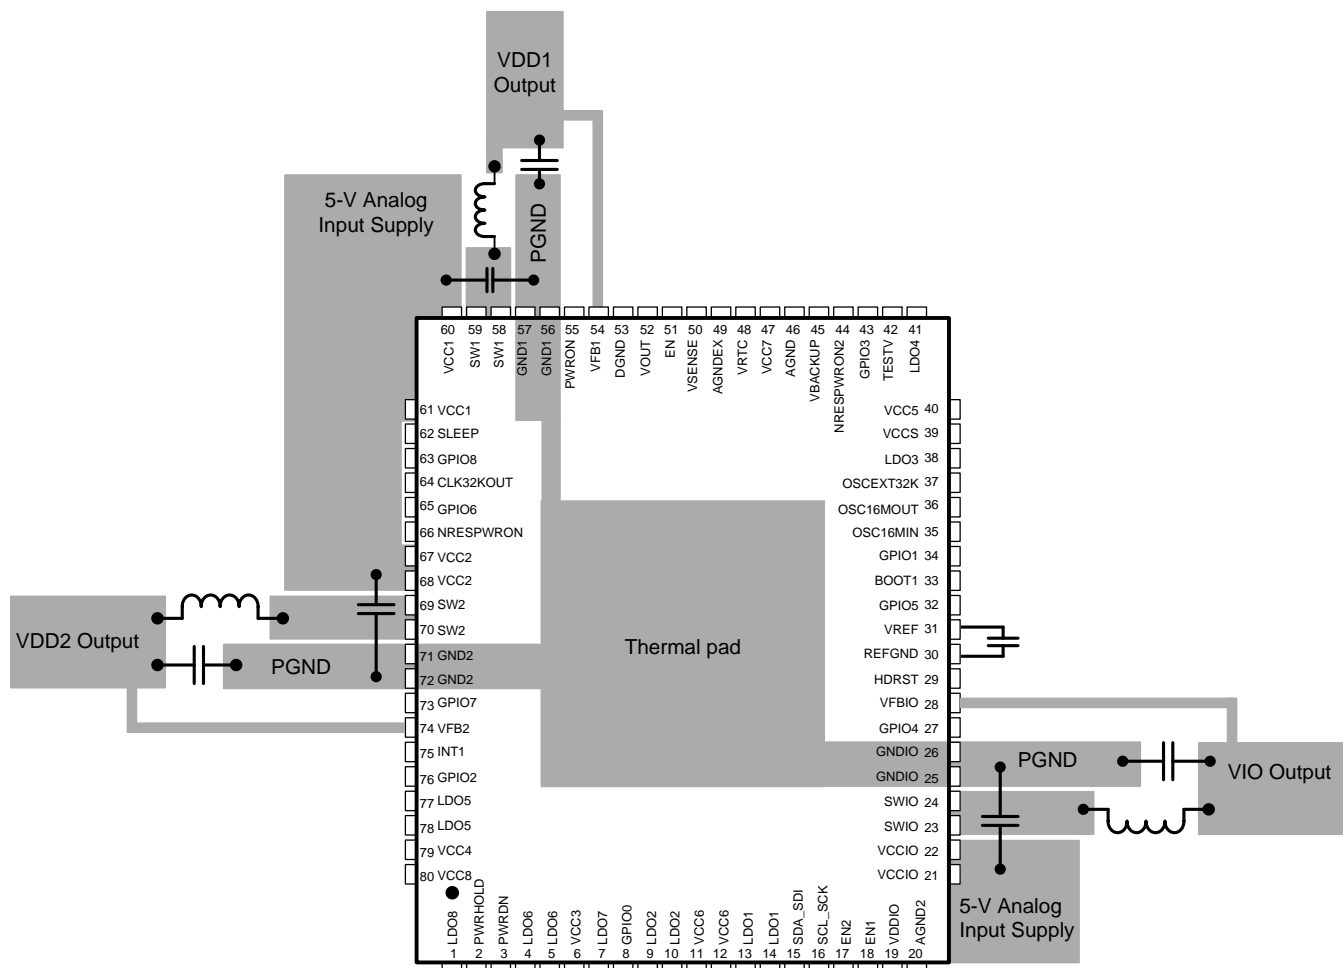 VDD1
Output
5-V Analog
Input Supply
PGND
60 59 58 57 56 55 54 53 52 51 50 49 48 47 46 45 44 43 42 41
VCC1
SW1
SW1
GND1
GND1
PWRON
VFB1
DGND
VOUT
EN
VSENSE
AGNDEX
VRTC
VCC7
AGND
VBACKUP
NRESPWRON2
GPIO3
TESTV
LDO4
61 VCC1
62 SLEEP
63 GPIO8
64 CLK32KOUT
65 GPIO6
66 NRESPWRON
67 VCC2
68 VCC2
69 SW2
70 SW2
71 GND2
72 GND2
73 GPIO7
74 VFB2
75 INT1
76 GPIO2
77 LDO5
78 LDO5
79 VCC4
80 VCC8
VDD2 Output
PGND
Thermal pad
VCC5 40
VCCS 39
LDO3 38
OSCEXT32K 37
OSC16MOUT 36
OSC16MIN 35
GPIO1 34
BOOT1 33
GPIO5 32
VREF 31
REFGND 30
HDRST 29
VFBIO 28
GPIO4 27
GNDIO 26
GNDIO 25
SWIO 24
SWIO 23
VCCIO 22
VCCIO 21
PGND
VIO Output
5-V Analog
Input Supply
LDO8
PWRHOLD
PWRDN
LDO6
LDO6
VCC3
LDO7
GPIO0
LDO2
LDO2
VCC6
VCC6
LDO1
LDO1
SDA_SDI
SCL_SCK
EN2
EN1
VDDIO
AGND2
1 2 3 4 5 6 7 8 9 10 11 12 13 14 15 16 17 18 19 20